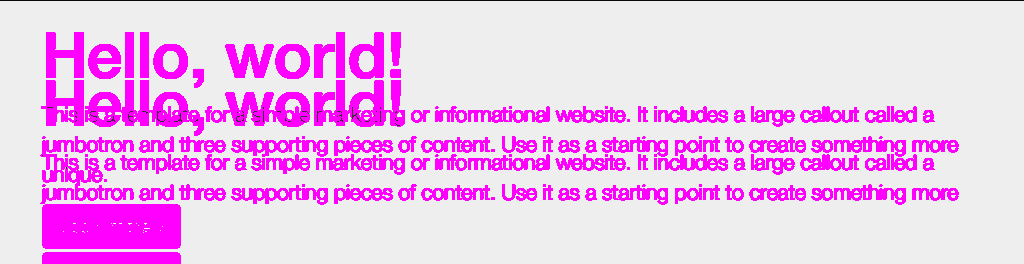 Hello, world!
Hello, world!
This is a template for a simple marketing or informational website. It includes a large callout called a
jumbotron and three supporting pieces of content. Use it as a starting point to create something more
This is a template for a simple marketing or informational website. It includes a large callout called a
unique.
jumbotron and three supporting pieces of content. Use it as a starting point to create something more